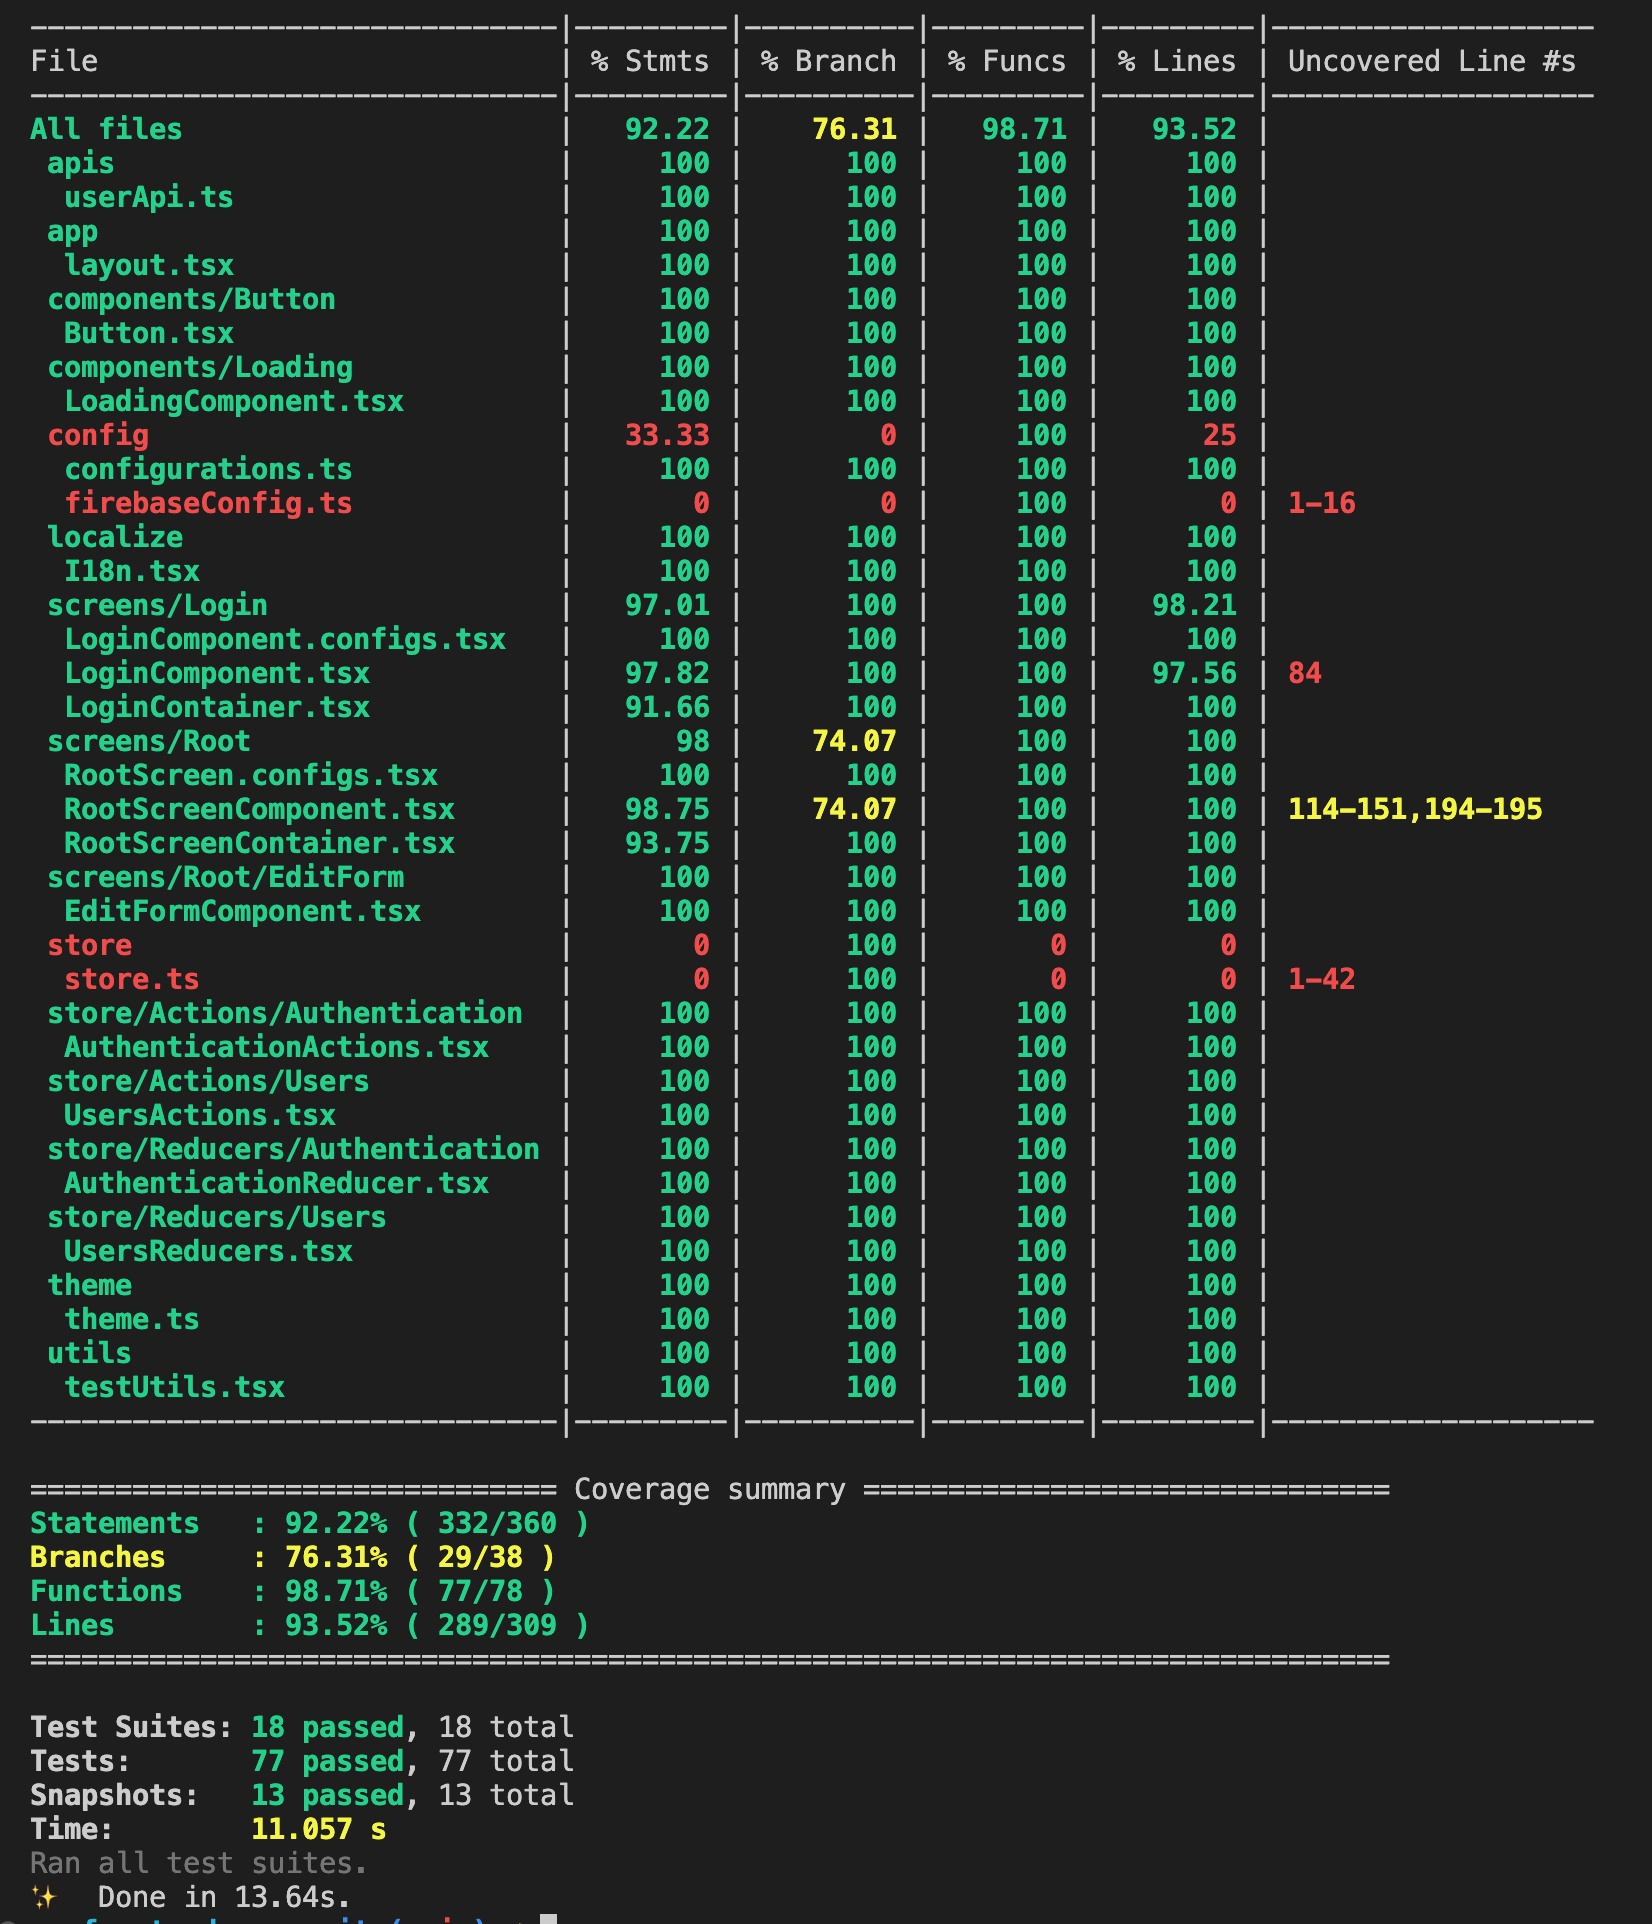 File | % Stmts | % Branch | % Funcs | % Lines | Uncovered Line #s
All files | 92.22 | 76.31 | 98.71 | 93.52 |
apis | 100 | 100 | 100 | 100 |
userApi.ts | 100 | 100 | 100 | 100 |
app | 100 | 100 | 100 | 100 |
layout.tsx | 100 | 100 | 100 | 100 |
components/Button | 100 | 100 | 100 | 100 |
Button.tsx | 100 | 100 | 100 | 100 |
components/Loading | 100 | 100 | 100 | 100 |
LoadingComponent.tsx | 100 | 100 | 100 | 100 |
config | 33.33 | 0 | 100 | 25 |
configurations.ts | 100 | 100 | 100 | 100 |
firebaseConfig.ts | 0 | 0 | 100 | 0 | 1-16
localize | 100 | 100 | 100 | 100 |
I18n.tsx | 100 | 100 | 100 | 100 |
screens/Login | 97.01 | 100 | 100 | 98.21 |
LoginComponent.configs.tsx | 100 | 100 | 100 | 100 |
LoginComponent.tsx | 97.82 | 100 | 100 | 97.56 | 84
LoginContainer.tsx | 91.66 | 100 | 100 | 100 |
screens/Root | 98 | 74.07 | 100 | 100 |
RootScreen.configs.tsx | 100 | 100 | 100 | 100 |
RootScreenComponent.tsx | 98.75 | 74.07 | 100 | 100 | 114-151,194-195
RootScreenContainer.tsx | 93.75 | 100 | 100 | 100 |
screens/Root/EditForm | 100 | 100 | 100 | 100 |
EditFormComponent.tsx | 100 | 100 | 100 | 100 |
store | 0 | 100 | 0 | 0 |
store.ts | 0 | 100 | 0 | 0 | 1-42
store/Actions/Authentication | 100 | 100 | 100 | 100 |
AuthenticationActions.tsx | 100 | 100 | 100 | 100 |
store/Actions/Users | 100 | 100 | 100 | 100 |
UsersActions.tsx | 100 | 100 | 100 | 100 |
store/Reducers/Authentication | 100 | 100 | 100 | 100 |
AuthenticationReducer.tsx | 100 | 100 | 100 | 100 |
store/Reducers/Users | 100 | 100 | 100 | 100 |
UsersReducers.tsx | 100 | 100 | 100 | 100 |
theme | 100 | 100 | 100 | 100 |
theme.ts | 100 | 100 | 100 | 100 |
utils | 100 | 100 | 100 | 100 |
testUtils.tsx | 100 | 100 | 100 | 100 |
=============================== Coverage summary ===============================
Statements : 92.22% ( 332/360 )
Branches : 76.31% ( 29/38 )
Functions : 98.71% ( 77/78 )
Lines : 93.52% ( 289/309 )
================================================================================
Test Suites: 18 passed, 18 total
Tests: 77 passed, 77 total
Snapshots: 13 passed, 13 total
Time: 11.057 s
Ran all test suites.
✨ Done in 13.64s.